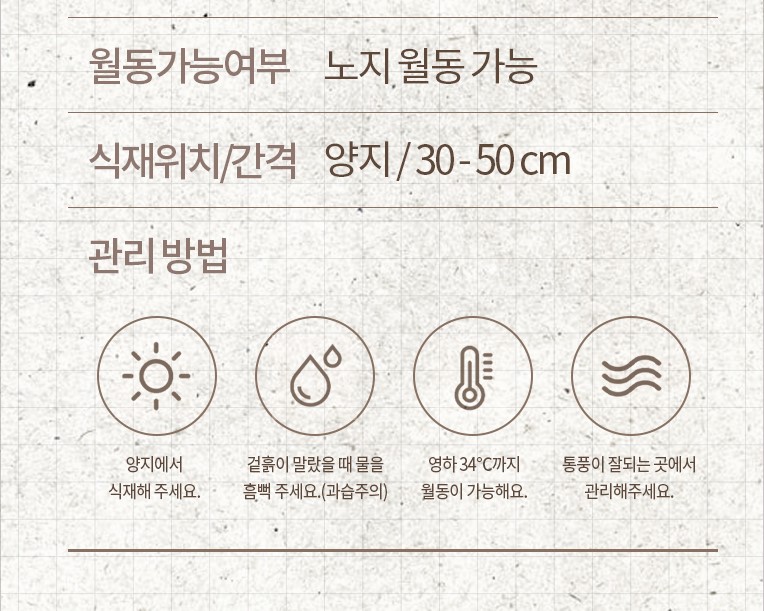 월동가능여부 노지 월동 가능
식재위치/간격 양지 / 30 - 50 cm
관리 방법
양지에서
식재해 주세요.
겉흙이 말랐을 때 물을
흠뻑 주세요.(과습주의)
영하 34℃까지
월동이 가능해요.
통풍이 잘되는 곳에서
관리해주세요.